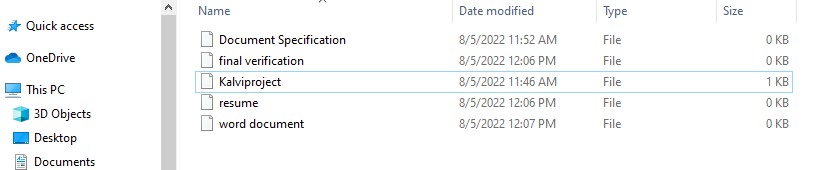 Name Date modified Type Size
Quick access
OneDrive
This PC
3D Objects
Desktop
Documents
Document Specification 8/5/2022 11:52 AM File 0 KB
final verification 8/5/2022 12:06 PM File 0 KB
Kalviproject 8/5/2022 11:46 AM File 1 KB
resume 8/5/2022 12:06 PM File 0 KB
word document 8/5/2022 12:07 PM File 0 KB